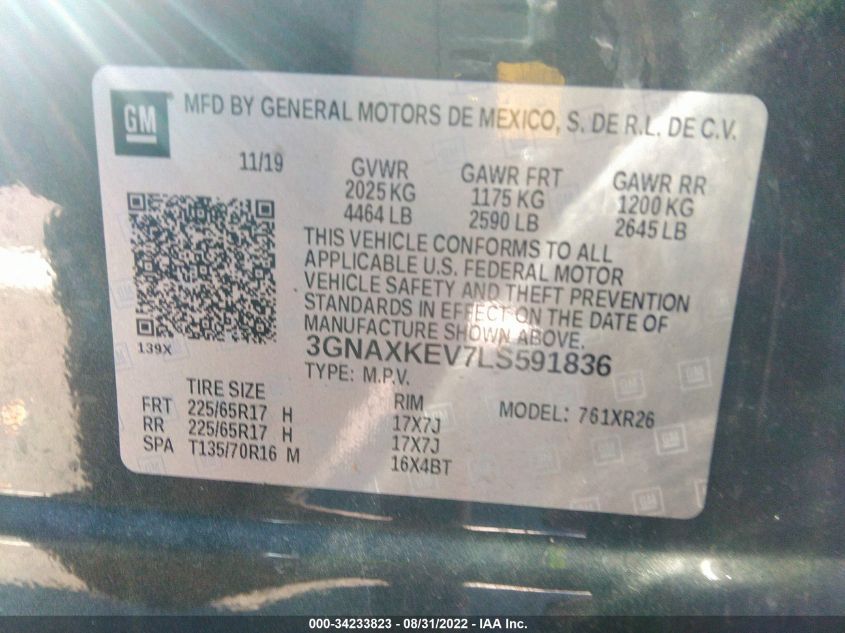 GM
MFD BY GENERAL MOTORS DE MEXICO, S. DE R.L. DE C.V.
11/19 GVWR GAWR FRT GAWR RR
2025 KG 1175 KG 1200 KG
4464 LB 2590 LB 2645 LB
THIS VEHICLE CONFORMS TO ALL
APPLICABLE U.S. FEDERAL MOTOR
VEHICLE SAFETY AND THEFT PREVENTION
STANDARDS IN EFFECT ON THE DATE OF
MANUFACTURE SHOWN ABOVE.
139X
3GNAXKEV7LS591836
TYPE: M.P.V.
TIRE SIZE RIM MODEL: 761XR26
FRT 225/65R17 H 17X7J
RR 225/65R17 H 17X7J
SPA T135/70R16 M 16X4BT
000-34233823 - 08/31/2022 - IAA Inc.